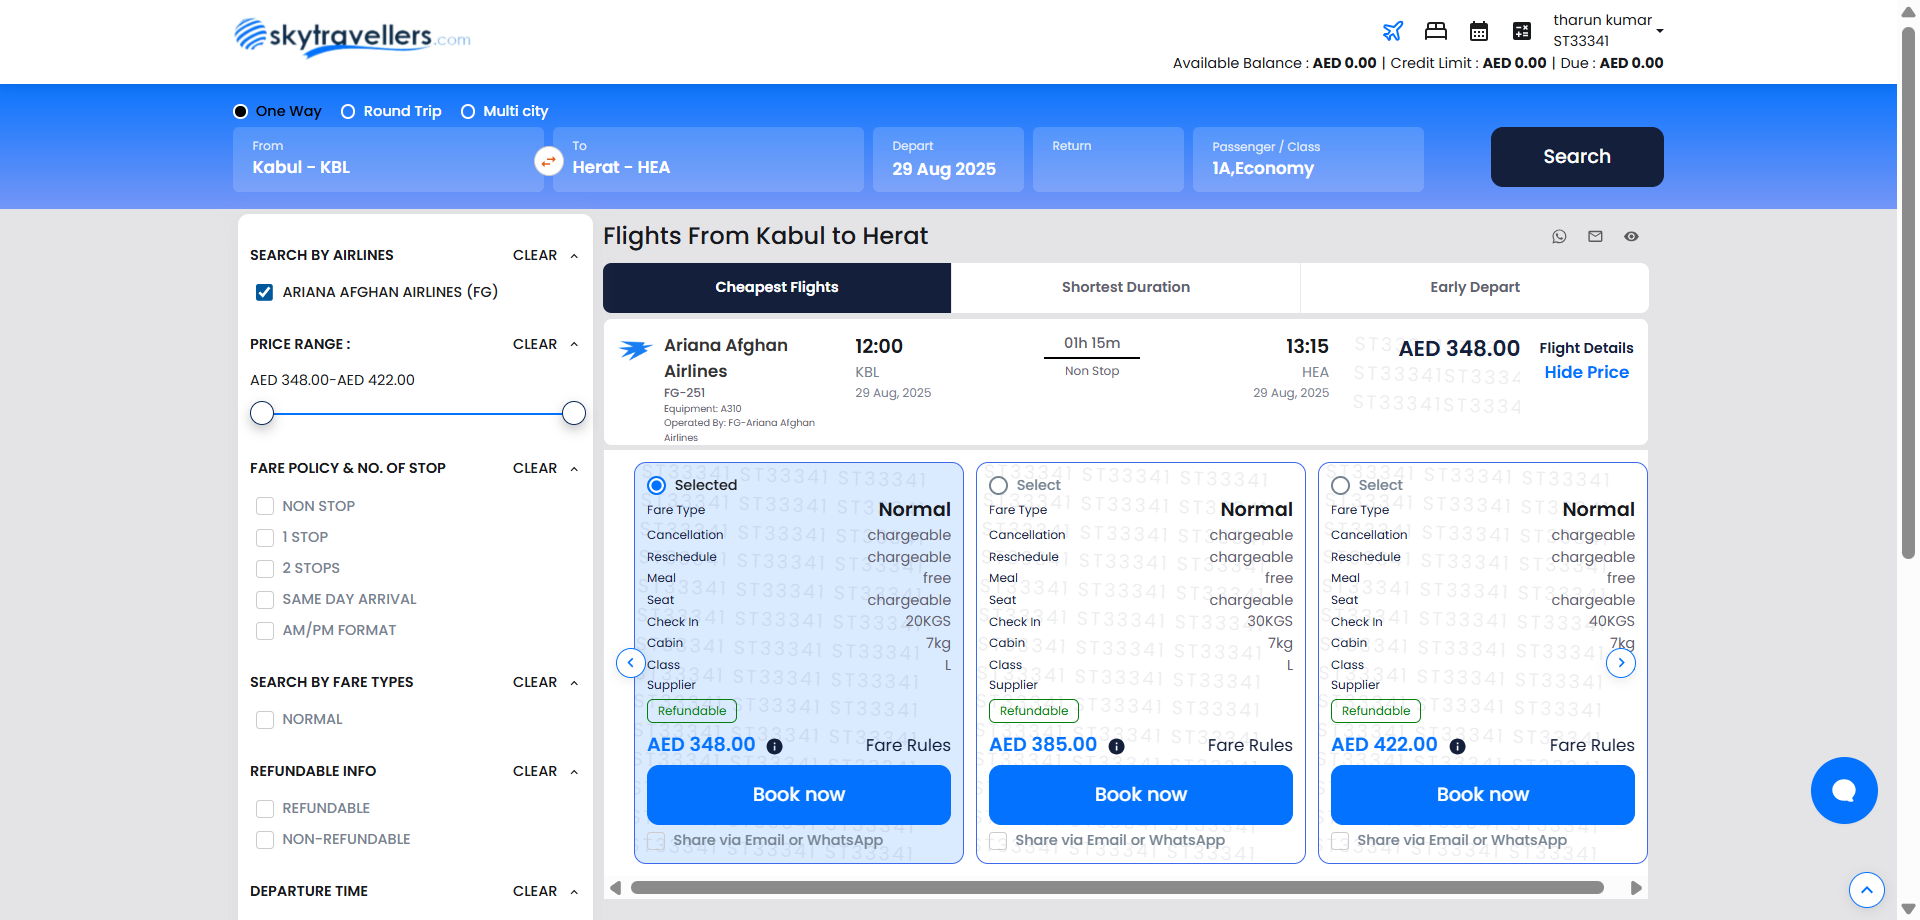 skytravellers.com
tharun kumar
ST33341
Available Balance : AED 0.00 | Credit Limit : AED 0.00 | Due : AED 0.00
One Way Round Trip Multi city
From
Kabul - KBL
To
Herat - HEA
Depart
29 Aug 2025
Return
Passenger / Class
1A,Economy
Search
SEARCH BY AIRLINES CLEAR
ARIANA AFGHAN AIRLINES (FG)
PRICE RANGE : CLEAR
AED 348.00-AED 422.00
FARE POLICY & NO. OF STOP CLEAR
NON STOP
1 STOP
2 STOPS
SAME DAY ARRIVAL
AM/PM FORMAT
SEARCH BY FARE TYPES CLEAR
NORMAL
REFUNDABLE INFO CLEAR
REFUNDABLE
NON-REFUNDABLE
DEPARTURE TIME CLEAR
Flights From Kabul to Herat
Cheapest Flights Shortest Duration Early Depart
Ariana Afghan
Airlines
FG-251
Equipment: A310
Operated By: FG-Ariana Afghan
Airlines
12:00
KBL
29 Aug, 2025
01h 15m
Non Stop
13:15
HEA
29 Aug, 2025
AED 348.00
Flight Details
Hide Price
Selected
Fare Type Normal
Cancellation chargeable
Reschedule chargeable
Meal free
Seat chargeable
Check In 20KGS
Cabin 7kg
Class L
Supplier
Refundable
AED 348.00 Fare Rules
Book now
Share via Email or WhatsApp
Select
Fare Type Normal
Cancellation chargeable
Reschedule chargeable
Meal free
Seat chargeable
Check In 30KGS
Cabin 7kg
Class L
Supplier
Refundable
AED 385.00 Fare Rules
Book now
Share via Email or WhatsApp
Select
Fare Type Normal
Cancellation chargeable
Reschedule chargeable
Meal free
Seat chargeable
Check In 40KGS
Cabin 7kg
Class
Supplier
Refundable
AED 422.00 Fare Rules
Book now
Share via Email or WhatsApp